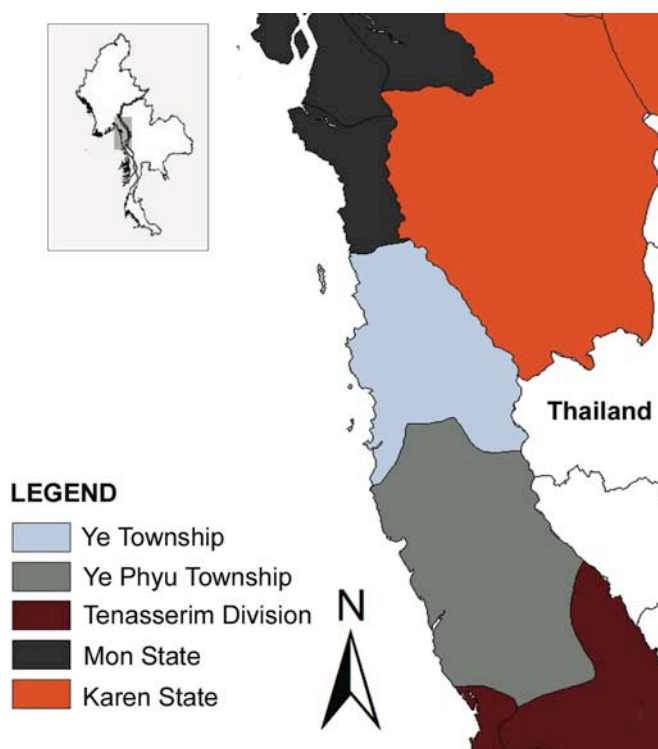 Thailand
LEGEND
Ye Township
Ye Phyu Township
Tenasserim Division
Mon State
Karen State
N